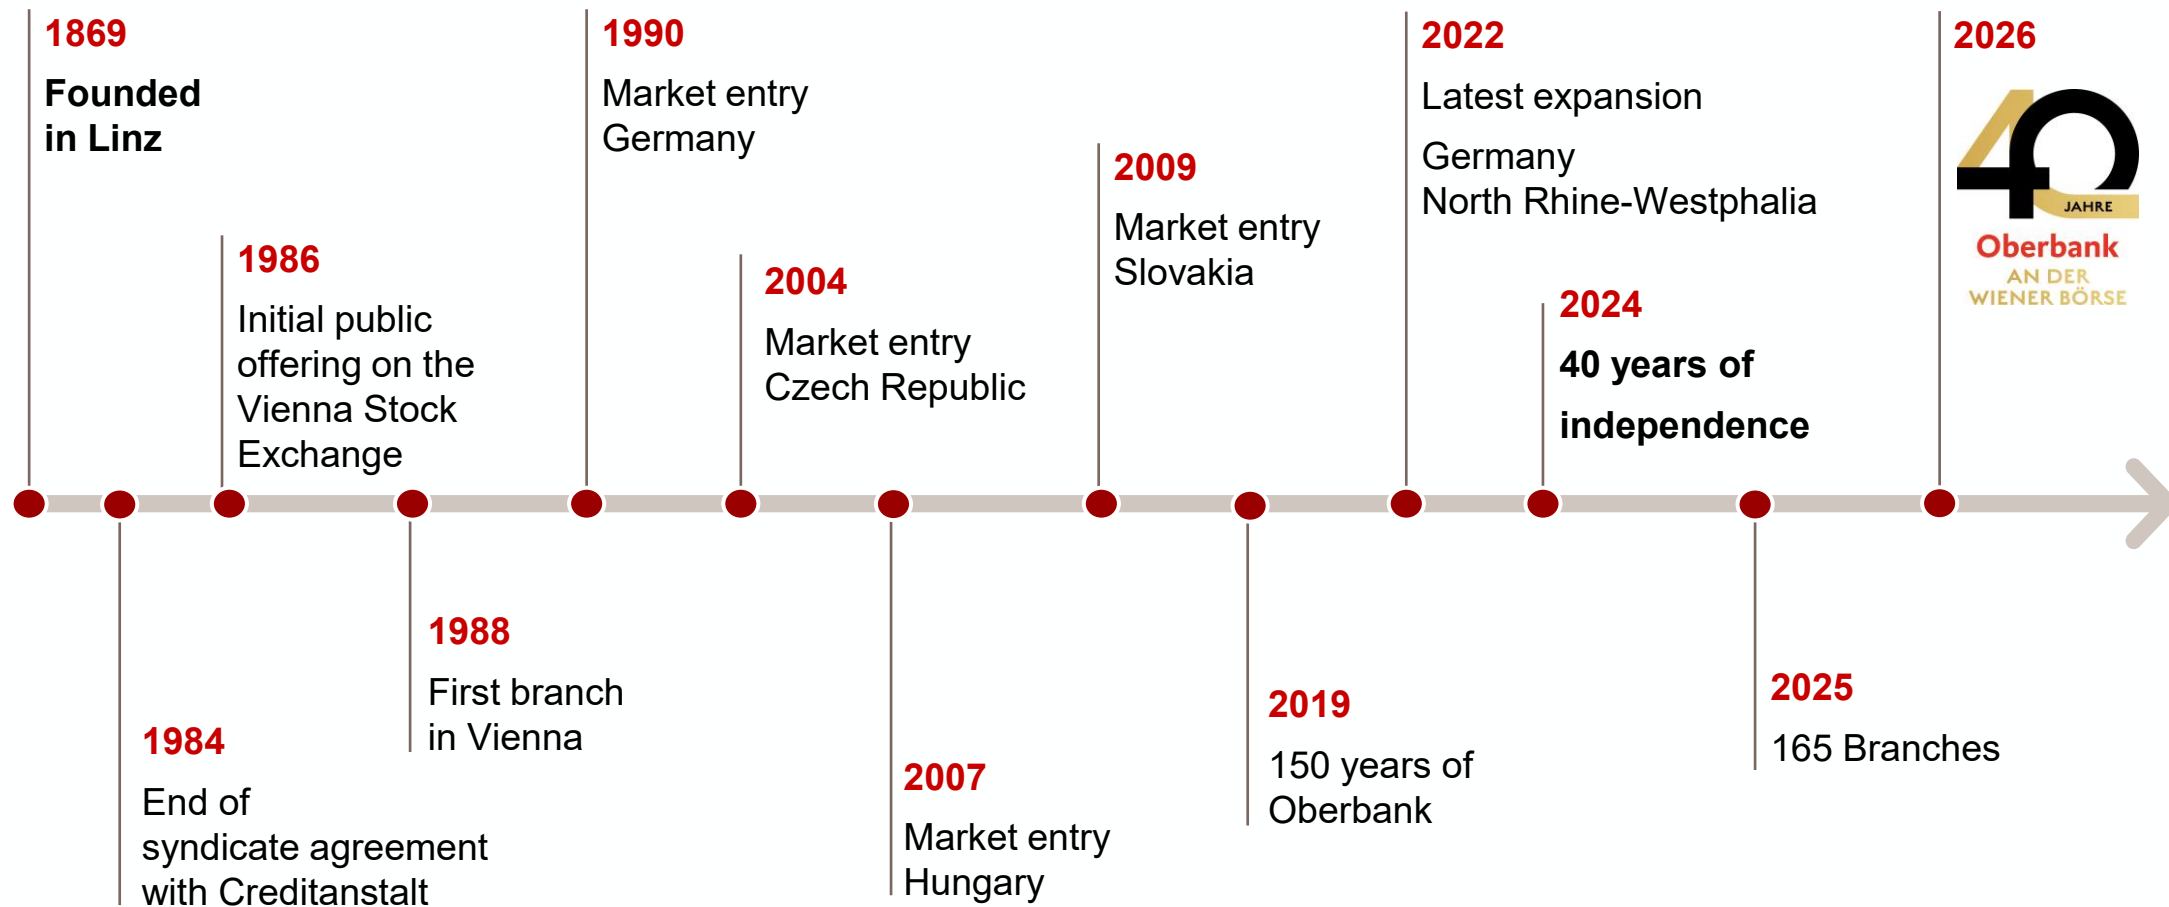 1869
Founded
in Linz
1984
End of
syndicate agreement
with Creditanstalt
1986
Initial public
offering on the
Vienna Stock
Exchange
1988
First branch
in Vienna
1990
Market entry
Germany
2004
Market entry
Czech Republic
2007
Market entry
Hungary
2009
Market entry
Slovakia
2019
150 years of
Oberbank
2022
Latest expansion
Germany
North Rhine-Westphalia
2024
40 years of
independence
2025
165 Branches
2026
40
JAHRE
Oberbank
AN DER
WIENER BÖRSE